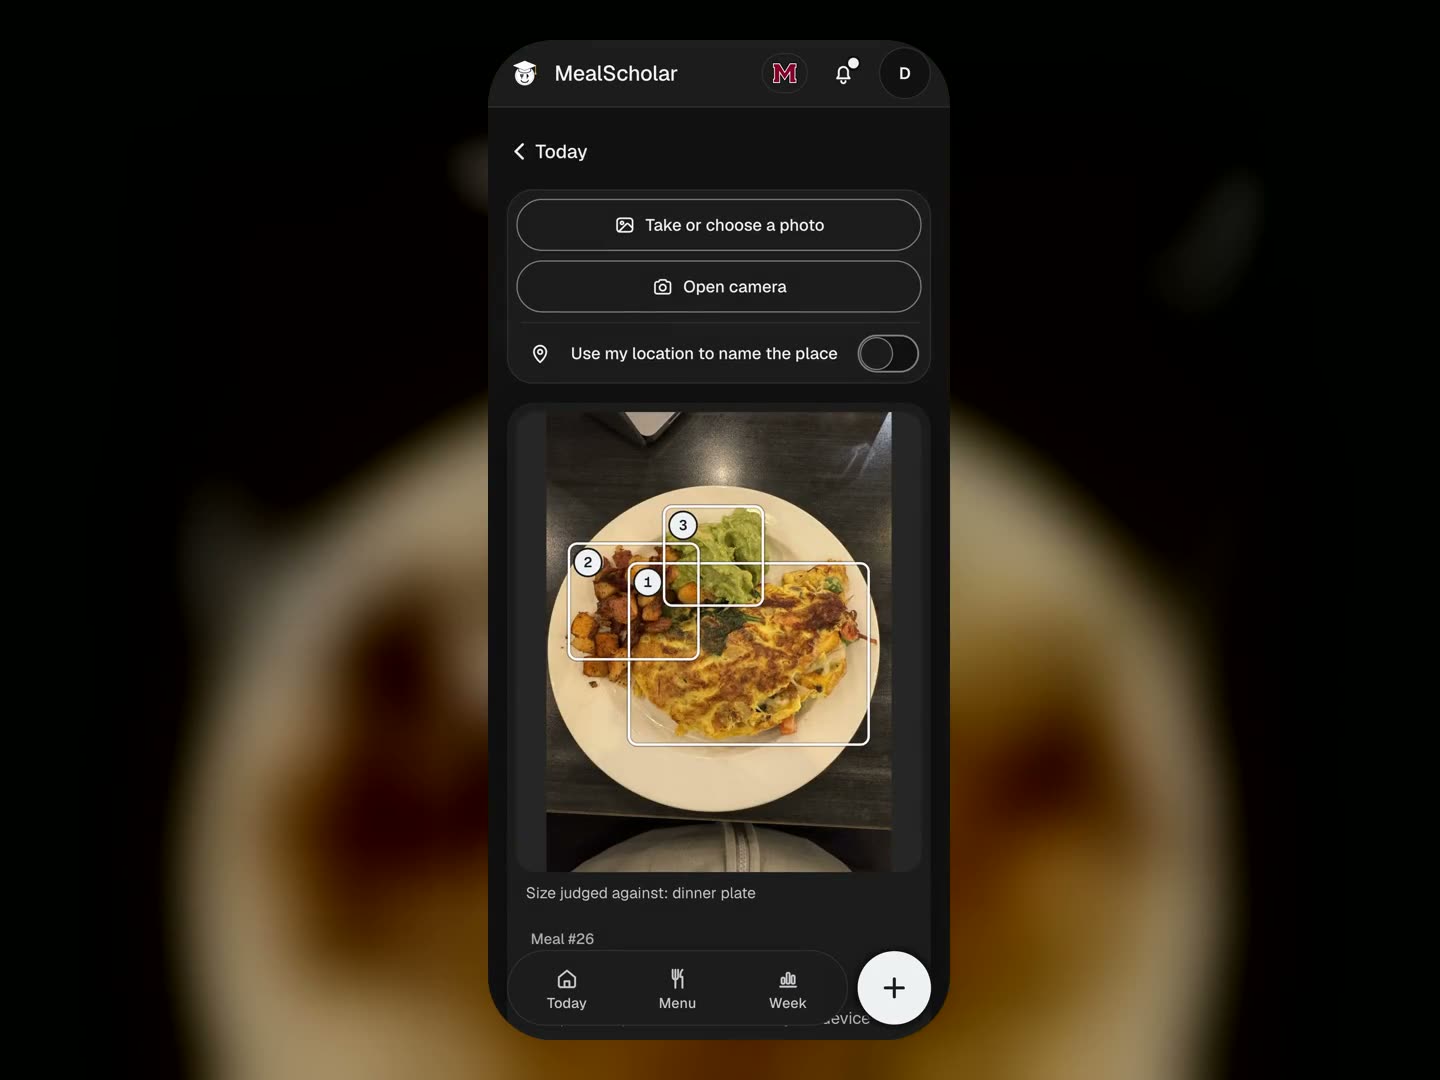 MealScholar
M
D
Today
Take or choose a photo
Open camera
Use my location to name the place
3
2
1
Size judged against: dinner plate
Meal #26
Today
Menu
Week
device